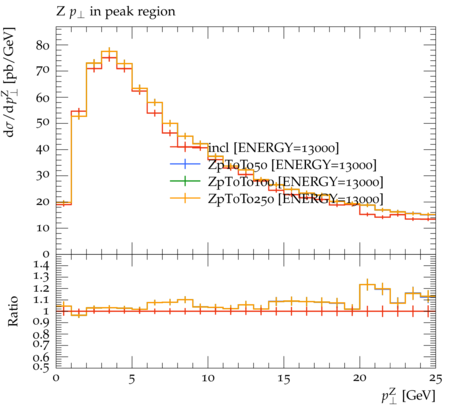 Z p⊥ in peak region
dσ/dp⊥^Z [pb/GeV]
80
70
60
50
40
30
20
10
0
incl [ENERGY=13000]
ZpToTo50 [ENERGY=13000]
ZpToTo100 [ENERGY=13000]
ZpToTo250 [ENERGY=13000]
Ratio
1.4
1.3
1.2
1.1
1
0.9
0.8
0.7
0.6
0.5
0 5 10 15 20 25
p⊥^Z [GeV]